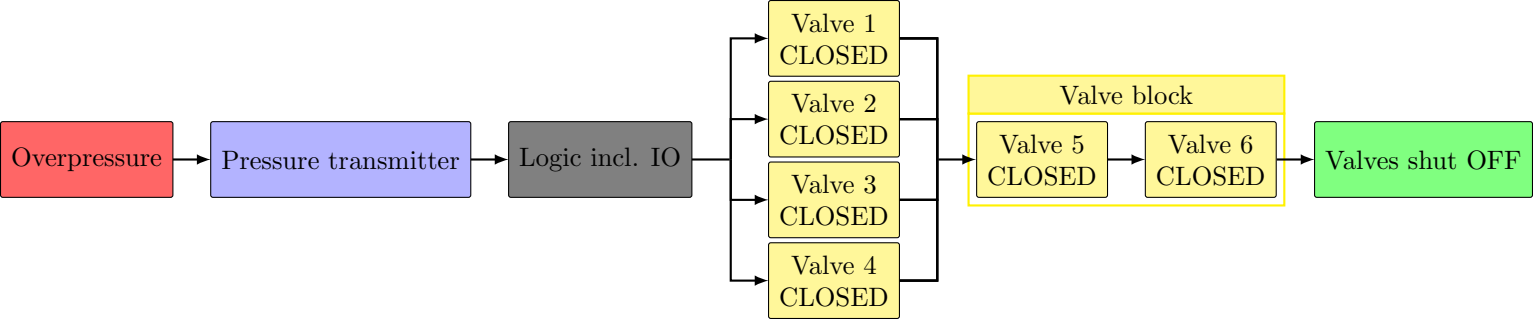 Overpressure
Pressure transmitter
Logic incl. IO
Valve 1
CLOSED
Valve 2
CLOSED
Valve 3
CLOSED
Valve 4
CLOSED
Valve block
Valve 5
CLOSED
Valve 6
CLOSED
Valves shut OFF